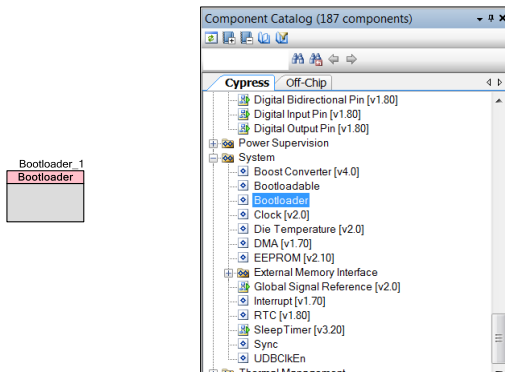 Component Catalog (187 components)
Cypress Off-Chip
Digital Bidirectional Pin [v1.80]
Digital Input Pin [v1.80]
Digital Output Pin [v1.80]
Power Supervision
System
Boost Converter [v4.0]
Bootloadable
Bootloader
Clock [v2.0]
Die Temperature [v2.0]
DMA [v1.70]
EEPROM [v2.10]
External Memory Interface
Global Signal Reference [v2.0]
Interrupt [v1.70]
RTC [v1.80]
SleepTimer [v3.20]
Sync
UDBClkEn
Thermal Management
Bootloader_1
Bootloader